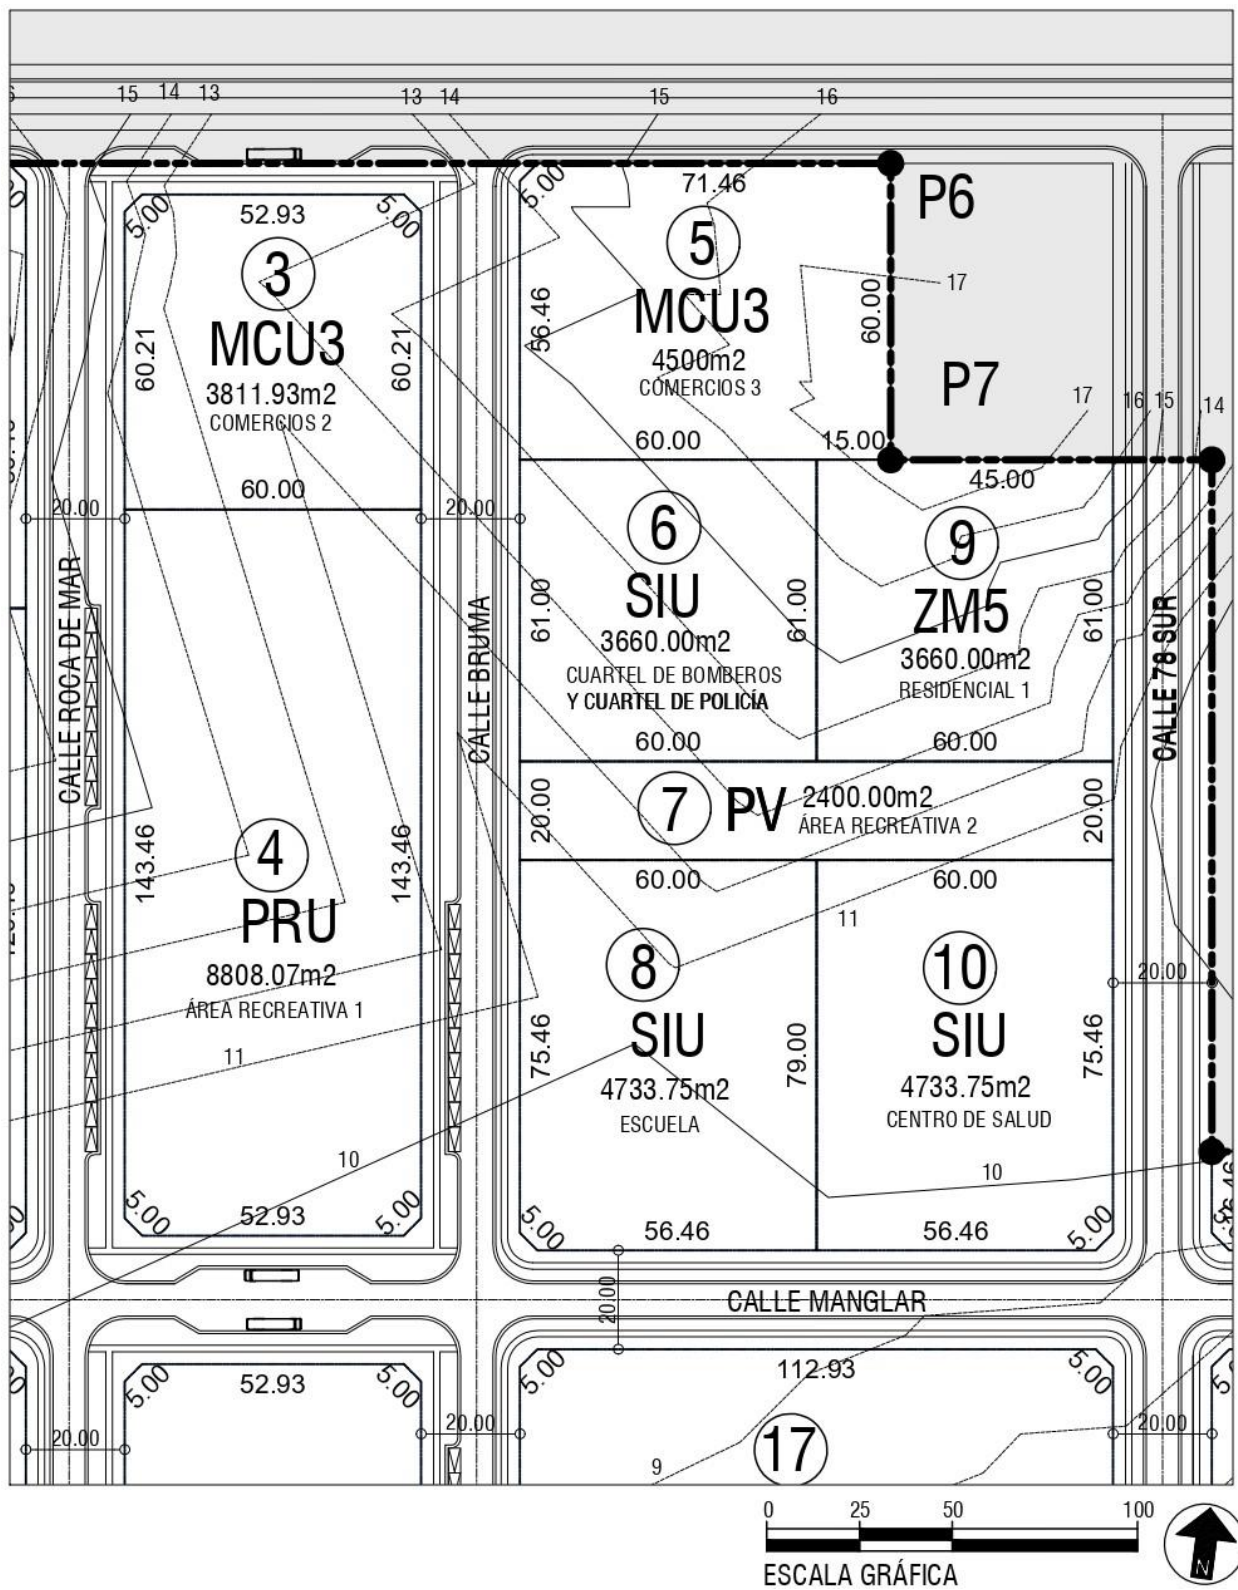 15
14
13
13
14
15
16
5.00
52.93
5.00
3
MCU3
3811.93m2
COMERCIOS 2
60.21
60.21
60.00
5.00
71.46
5
MCU3
4500m2
COMERCIOS 3
56.46
60.00
60.00
15.00
P6
17
P7
17
16
15
14
45.00
20.00
20.00
CALLE ROCA DE MAR
CALLE BRUMA
CALLE 78 SUR
6
SIU
3660.00m2
CUARTEL DE BOMBEROS
Y CUARTEL DE POLICÍA
61.00
61.00
60.00
9
ZM5
3660.00m2
RESIDENCIAL 1
61.00
60.00
7
PV
2400.00m2
ÁREA RECREATIVA 2
20.00
20.00
4
PRU
8808.07m2
ÁREA RECREATIVA 1
143.46
143.46
11
10
5.00
52.93
5.00
60.00
8
SIU
4733.75m2
ESCUELA
75.46
79.00
5.00
56.46
60.00
11
10
SIU
4733.75m2
CENTRO DE SALUD
75.46
10
56.46
5.00
20.00
20.00
CALLE MANGLAR
5.00
52.93
5.00
20.00
20.00
5.00
112.93
5.00
17
9
20.00
0 25 50 100
ESCALA GRÁFICA
N